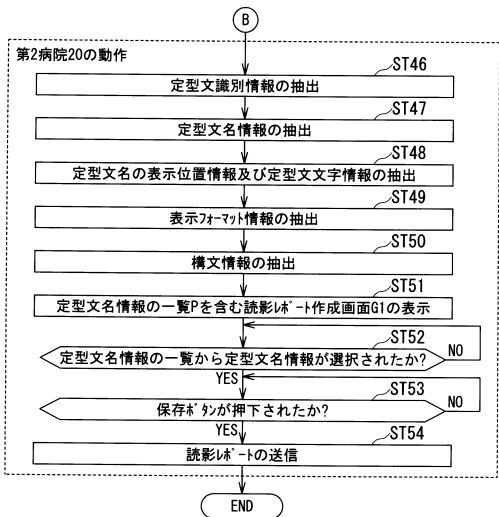 B
第2病院20の動作
ST46
定型文識別情報の抽出
ST47
定型文名情報の抽出
ST48
定型文名の表示位置情報及び定型文文字情報の抽出
ST49
表示フォーマット情報の抽出
ST50
構文情報の抽出
ST51
定型文名情報の一覧Pを含む読影レポート作成画面G1の表示
ST52
定型文名情報の一覧から定型文名情報が選択されたか?
NO
YES
ST53
保存ボタンが押下されたか?
NO
YES
ST54
読影レポートの送信
END